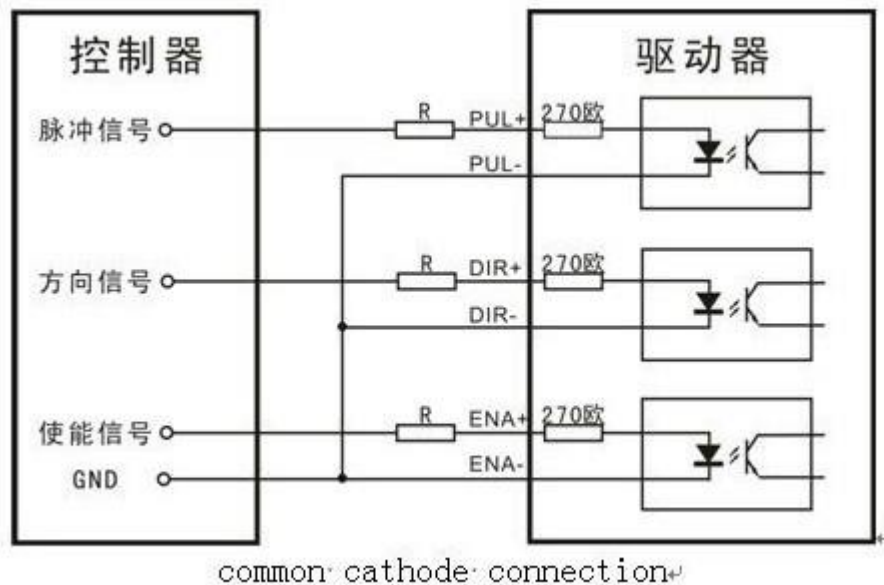 控制器
驱动器
脉冲信号
R
PUL+
270欧
PUL-
方向信号
R
DIR+
270欧
DIR-
使能信号
R
ENA+
270欧
GND
ENA-
common cathode connection